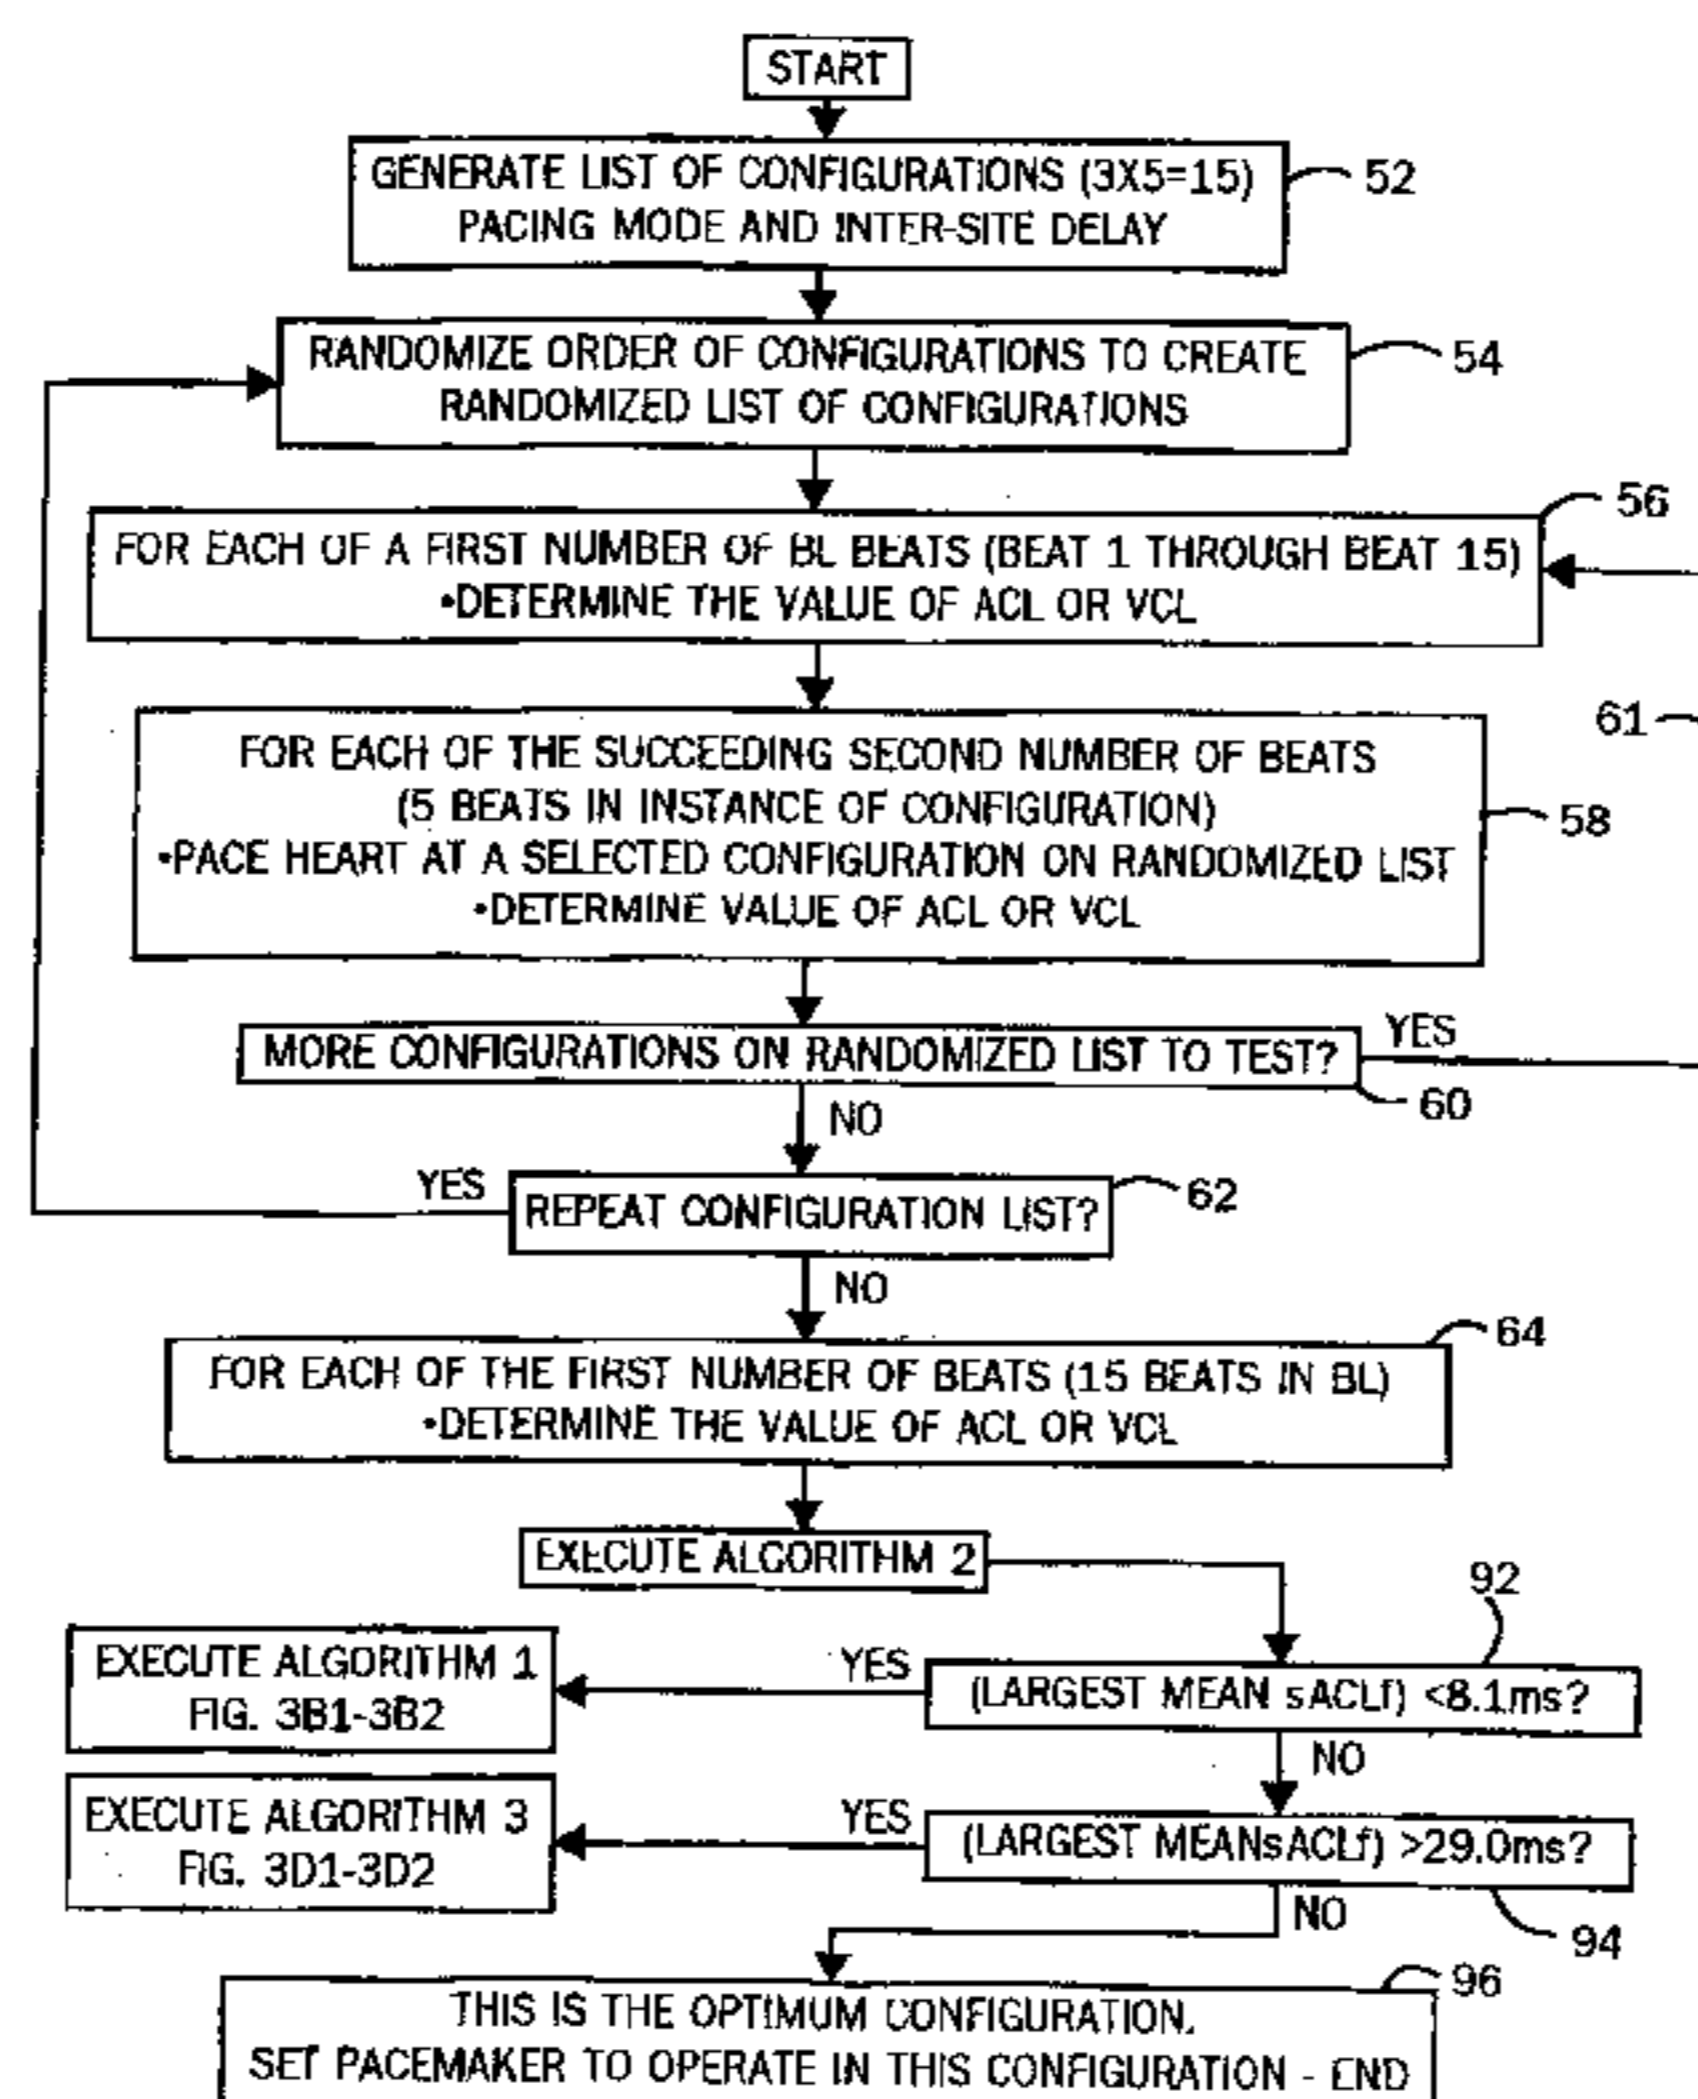 START
GENERATE LIST OF CONFIGURATIONS (3X5=15)
PACING MODE AND INTER-SITE DELAY
52
RANDOMIZE ORDER OF CONFIGURATIONS TO CREATE
RANDOMIZED LIST OF CONFIGURATIONS
54
FOR EACH OF A FIRST NUMBER OF BL BEATS (BEAT 1 THROUGH BEAT 15)
•DETERMINE THE VALUE OF ACL OR VCL
56
61
FOR EACH OF THE SUCCEEDING SECOND NUMBER OF BEATS
(5 BEATS IN INSTANCE OF CONFIGURATION)
•PACE HEART AT A SELECTED CONFIGURATION ON RANDOMIZED LIST
•DETERMINE VALUE OF ACL OR VCL
58
MORE CONFIGURATIONS ON RANDOMIZED LIST TO TEST?
YES
60
NO
YES
REPEAT CONFIGURATION LIST?
62
NO
64
FOR EACH OF THE FIRST NUMBER OF BEATS (15 BEATS IN BL)
•DETERMINE THE VALUE OF ACL OR VCL
EXECUTE ALGORITHM 2
92
(LARGEST MEAN sACLf) <8.1ms?
YES
EXECUTE ALGORITHM 1
FIG. 3B1-3B2
NO
(LARGEST MEANsACLf) >29.0ms?
YES
EXECUTE ALGORITHM 3
FIG. 3D1-3D2
NO
94
96
THIS IS THE OPTIMUM CONFIGURATION.
SET PACEMAKER TO OPERATE IN THIS CONFIGURATION - END